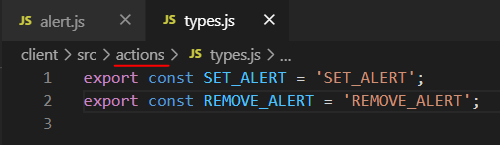 JS alert.js JS types.js ×
client > src > actions > JS types.js > ...
1 export const SET_ALERT = 'SET_ALERT';
2 export const REMOVE_ALERT = 'REMOVE_ALERT';
3